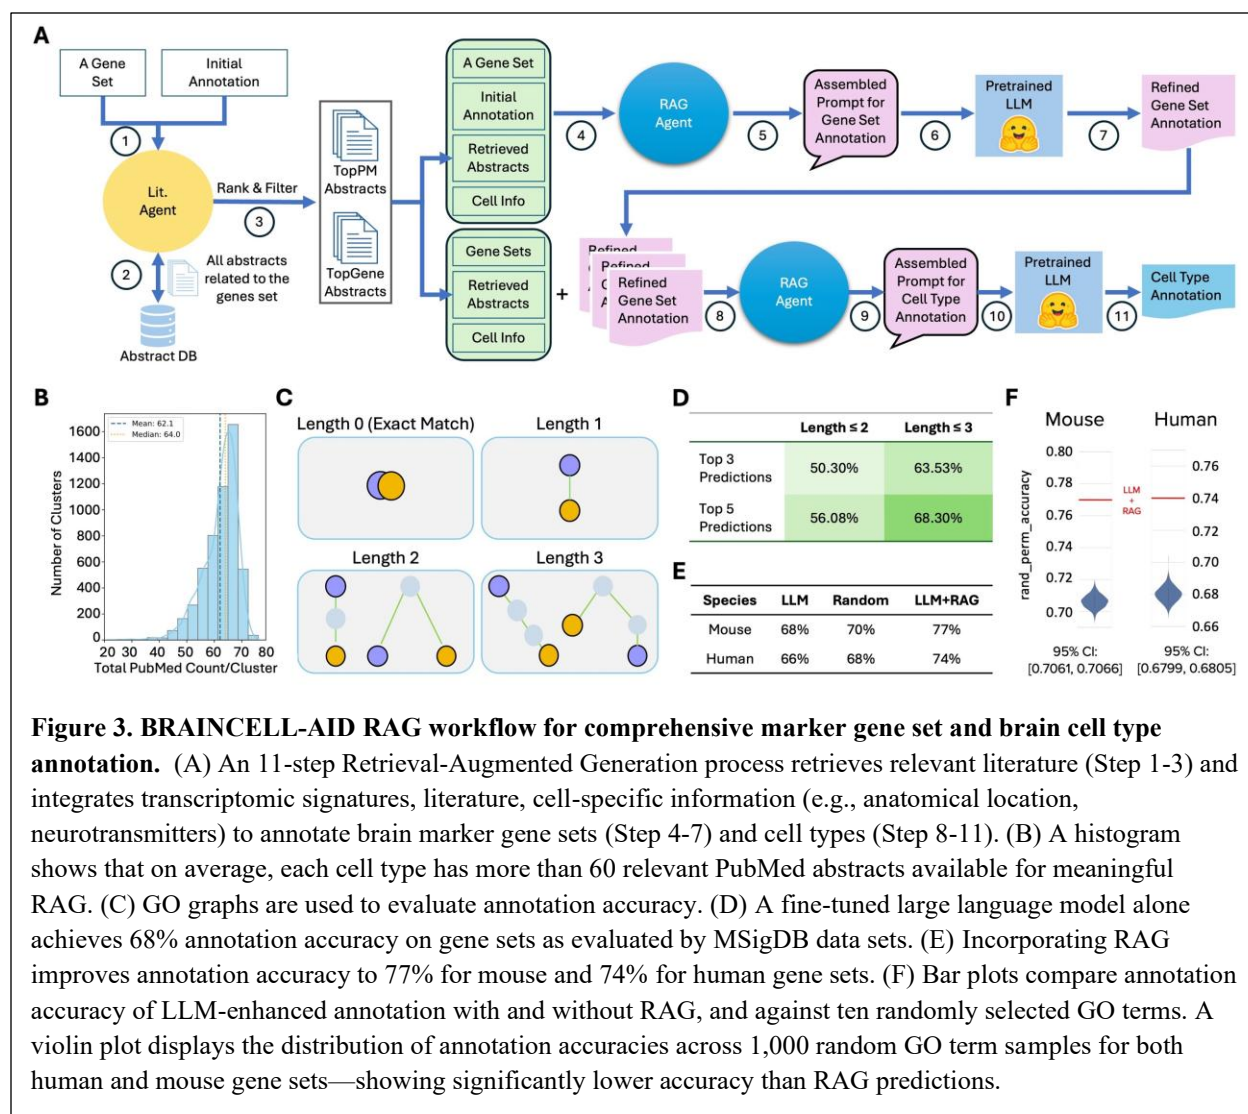 A
A Gene
Set
Initial
Annotation
1
Lit.
Agent
Rank & Filter
3
2
All abstracts
related to the
genes set
Abstract DB
TopPM
Abstracts
TopGene
Abstracts
A Gene Set
Initial
Annotation
Retrieved
Abstracts
Cell Info
4
RAG
Agent
5
Assembled
Prompt for
Gene Set
Annotation
6
Pretrained
LLM
7
Refined
Gene Set
Annotation
Gene Sets
Retrieved
Abstracts
Cell Info
+
Refined
Refined
Refined
Gene Set
Annotation
8
RAG
Agent
9
Assembled
Prompt for
Cell Type
Annotation
10
Pretrained
LLM
11
Cell Type
Annotation
B
Mean: 62.1
Median: 64.0
Number of Clusters
1600
1400
1200
1000
800
600
400
200
0
20 30 40 50 60 70 80
Total PubMed Count/Cluster
C
Length 0 (Exact Match)
Length 1
Length 2
Length 3
D
Length ≤ 2 Length ≤ 3
Top 3
Predictions
50.30% 63.53%
Top 5
Predictions
56.08% 68.30%
E
Species LLM Random LLM+RAG
Mouse 68% 70% 77%
Human 66% 68% 74%
F
Mouse
Human
rand_perm_accuracy
0.80
0.78
0.76
0.74
0.72
0.70
LLM
+
RAG
0.76
0.74
0.72
0.70
0.68
0.66
95% CI:
[0.7061, 0.7066]
95% CI:
[0.6799, 0.6805]
Figure 3. BRAINCELL-AID RAG workflow for comprehensive marker gene set and brain cell type
annotation. (A) An 11-step Retrieval-Augmented Generation process retrieves relevant literature (Step 1-3) and
integrates transcriptomic signatures, literature, cell-specific information (e.g., anatomical location,
neurotransmitters) to annotate brain marker gene sets (Step 4-7) and cell types (Step 8-11). (B) A histogram
shows that on average, each cell type has more than 60 relevant PubMed abstracts available for meaningful
RAG. (C) GO graphs are used to evaluate annotation accuracy. (D) A fine-tuned large language model alone
achieves 68% annotation accuracy on gene sets as evaluated by MSigDB data sets. (E) Incorporating RAG
improves annotation accuracy to 77% for mouse and 74% for human gene sets. (F) Bar plots compare annotation
accuracy of LLM-enhanced annotation with and without RAG, and against ten randomly selected GO terms. A
violin plot displays the distribution of annotation accuracies across 1,000 random GO term samples for both
human and mouse gene sets—showing significantly lower accuracy than RAG predictions.